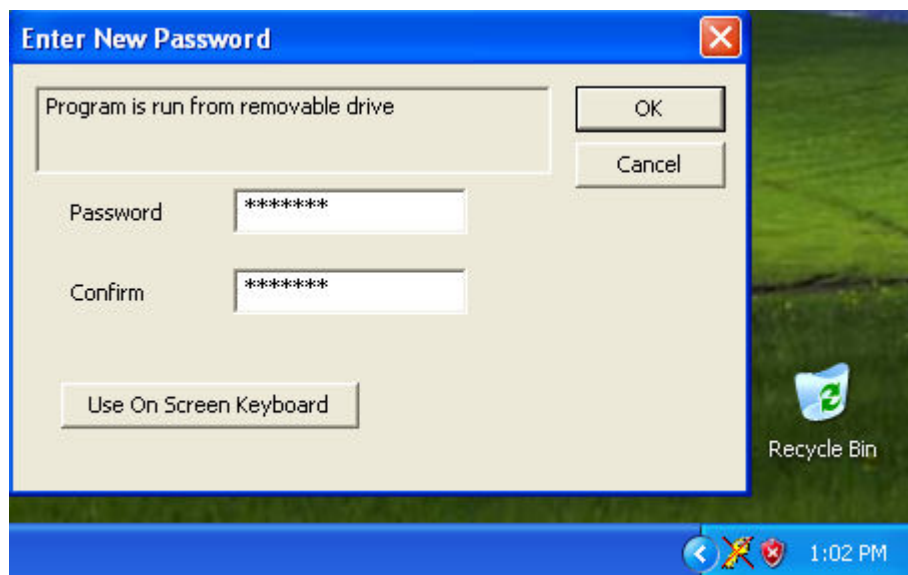 Enter New Password
Program is run from removable drive
OK
Cancel
Password
*******
Confirm
*******
Use On Screen Keyboard
Recycle Bin
1:02 PM